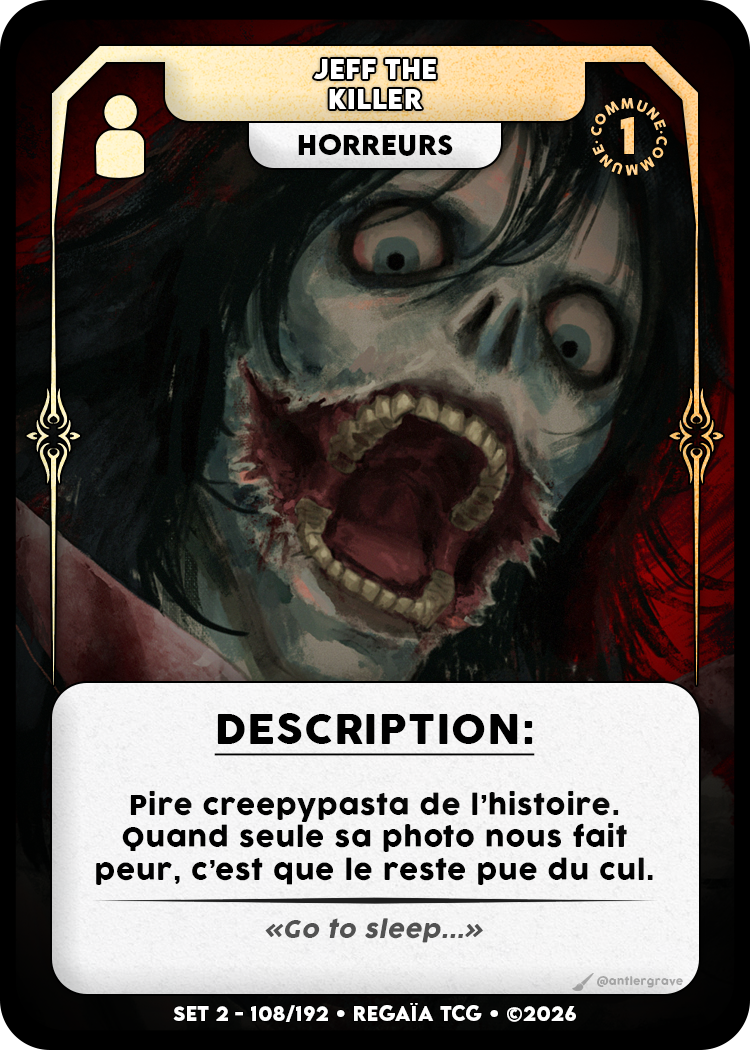 JEFF THE
KILLER
HORREURS
COMMUNE · COMMUNE ·
1
DESCRIPTION:
Pire creepypasta de l'histoire.
Quand seule sa photo nous fait
peur, c'est que le reste pue du cul.
«Go to sleep...»
@antlergrave
SET 2 - 108/192 • REGAÏA TCG • ©2026